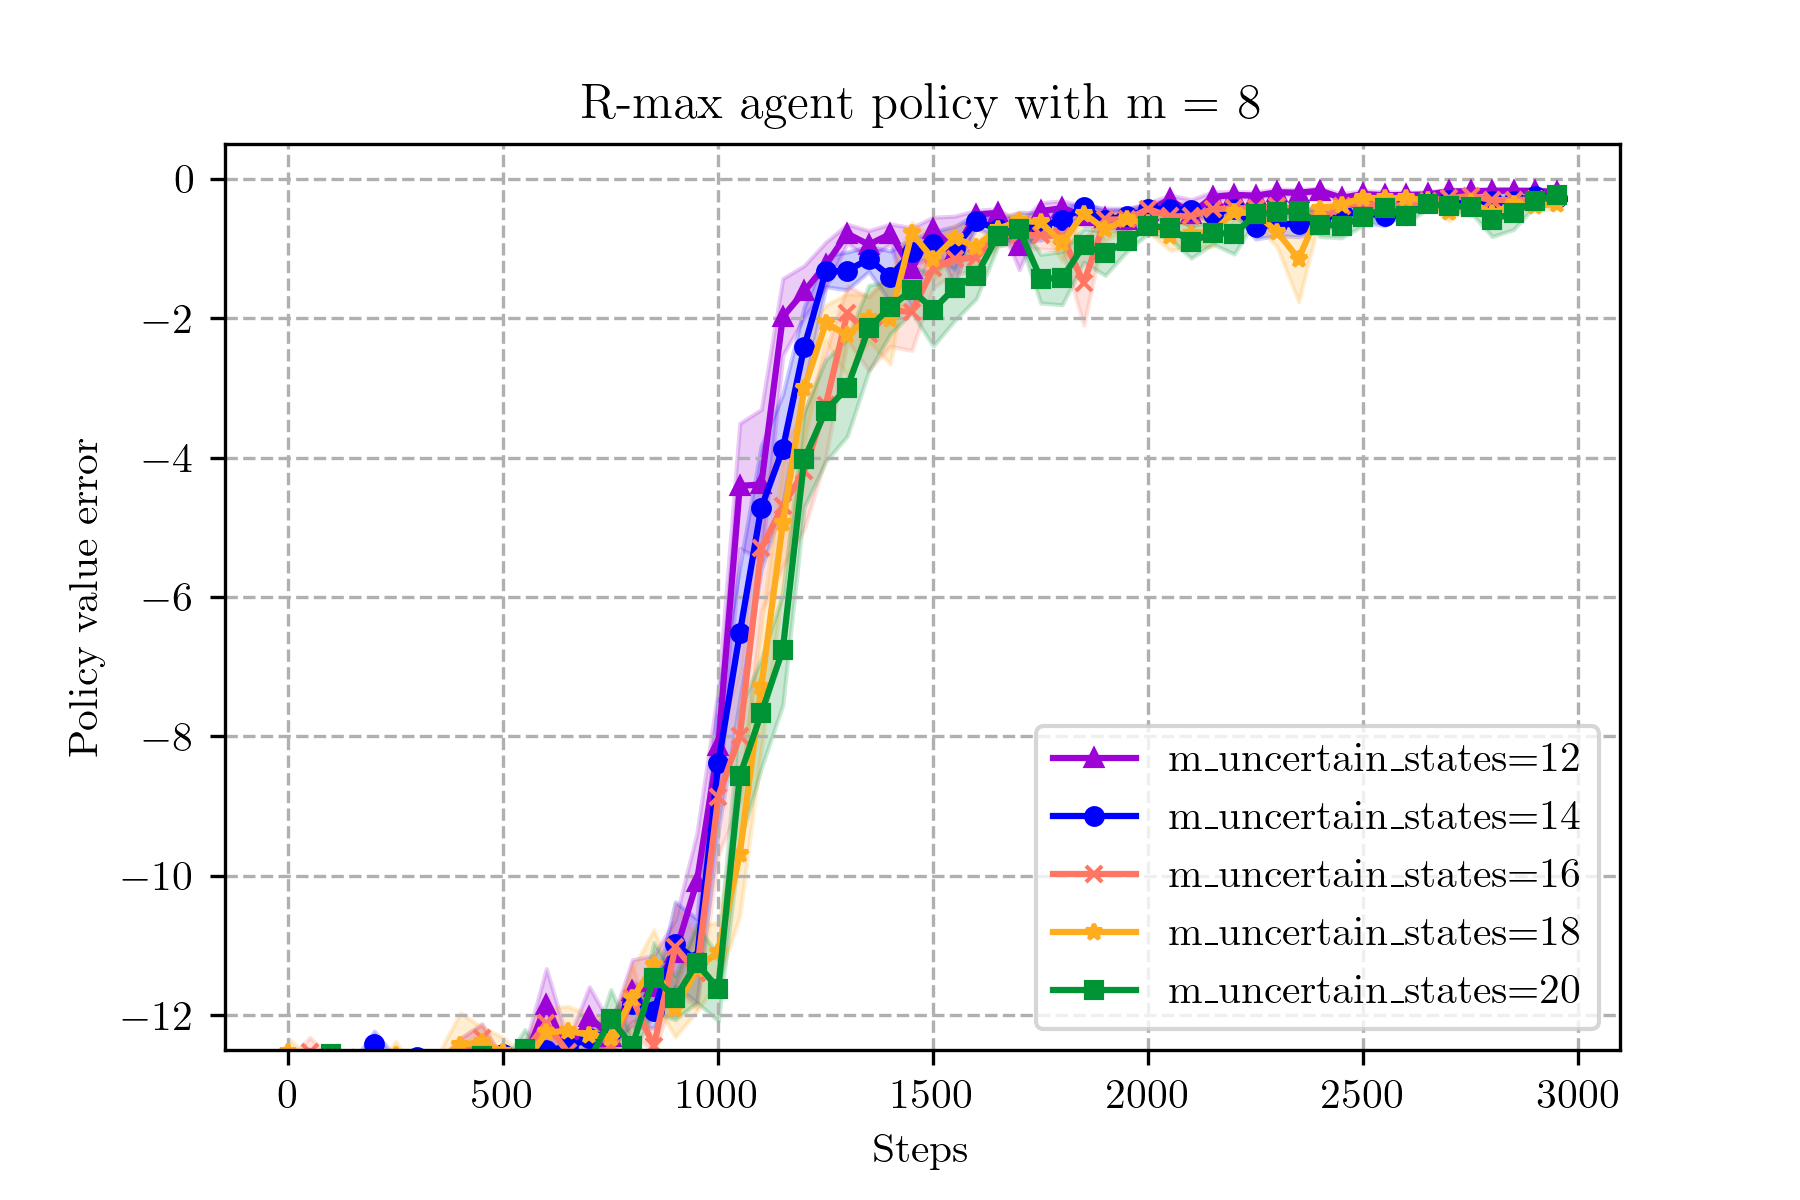 R-max agent policy with m = 8
0
−2
−4
−6
−8
−10
−12
Policy value error
m_uncertain_states=12
m_uncertain_states=14
m_uncertain_states=16
m_uncertain_states=18
m_uncertain_states=20
0 500 1000 1500 2000 2500 3000
Steps